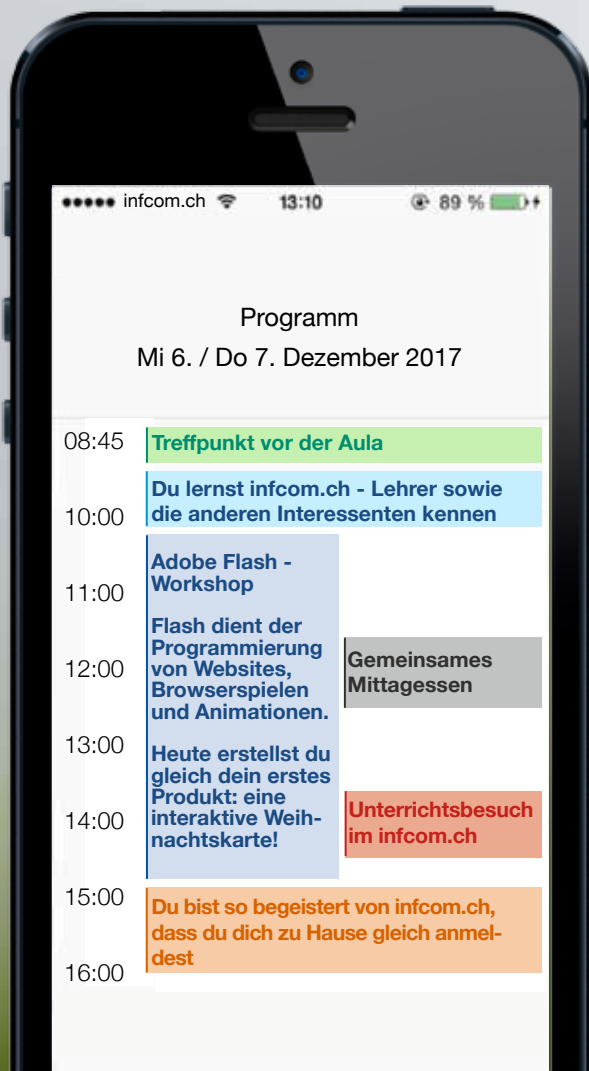 infcom.ch 13:10 89 %
Programm
Mi 6. / Do 7. Dezember 2017
08:45
Treffpunkt vor der Aula
Du lernst infcom.ch - Lehrer sowie
die anderen Interessenten kennen
10:00
Adobe Flash -
Workshop
11:00
Flash dient der
Programmierung
von Websites,
Browserspielen
und Animationen.
12:00
Gemeinsames
Mittagessen
13:00
Heute erstellst du
gleich dein erstes
Produkt: eine
interaktive Weih-
nachtskarte!
14:00
Unterrichtsbesuch
im infcom.ch
15:00
Du bist so begeistert von infcom.ch,
dass du dich zu Hause gleich anmel-
dest
16:00